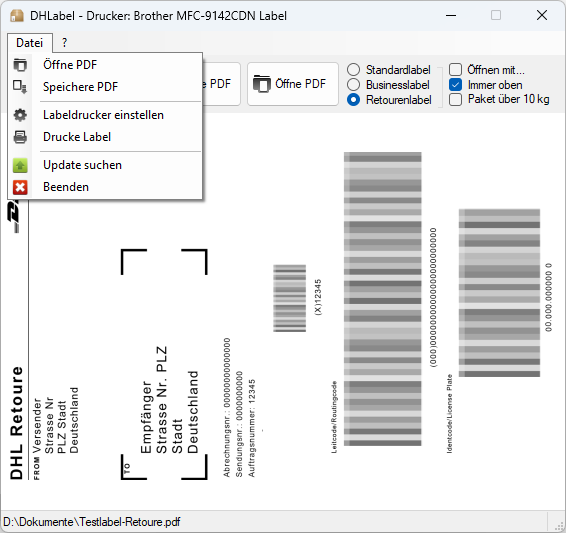 DHLabel - Drucker: Brother MFC-9142CDN Label
Datei ?
Öffne PDF
Speichere PDF
Labeldrucker einstellen
Drucke Label
Update suchen
Beenden
PDF
Öffne PDF
Standardlabel
Businesslabel
Retourenlabel
Öffnen mit...
Immer oben
Paket über 10 kg
DHL Retoure
FROM Versender
Strasse Nr
PLZ Stadt
Deutschland
TO
Empfänger
Strasse Nr. PLZ
Stadt
Deutschland
Abrechnungsnr.: 00000000000000
Sendungsnr.: 000000000000
Auftragsnummer: 12345
(X)12345
Leitcode/Routingcode
(000)00000000000000000000000
Identcode/License Plate
00.000.000000 0
D:\Dokumente\Testlabel-Retoure.pdf